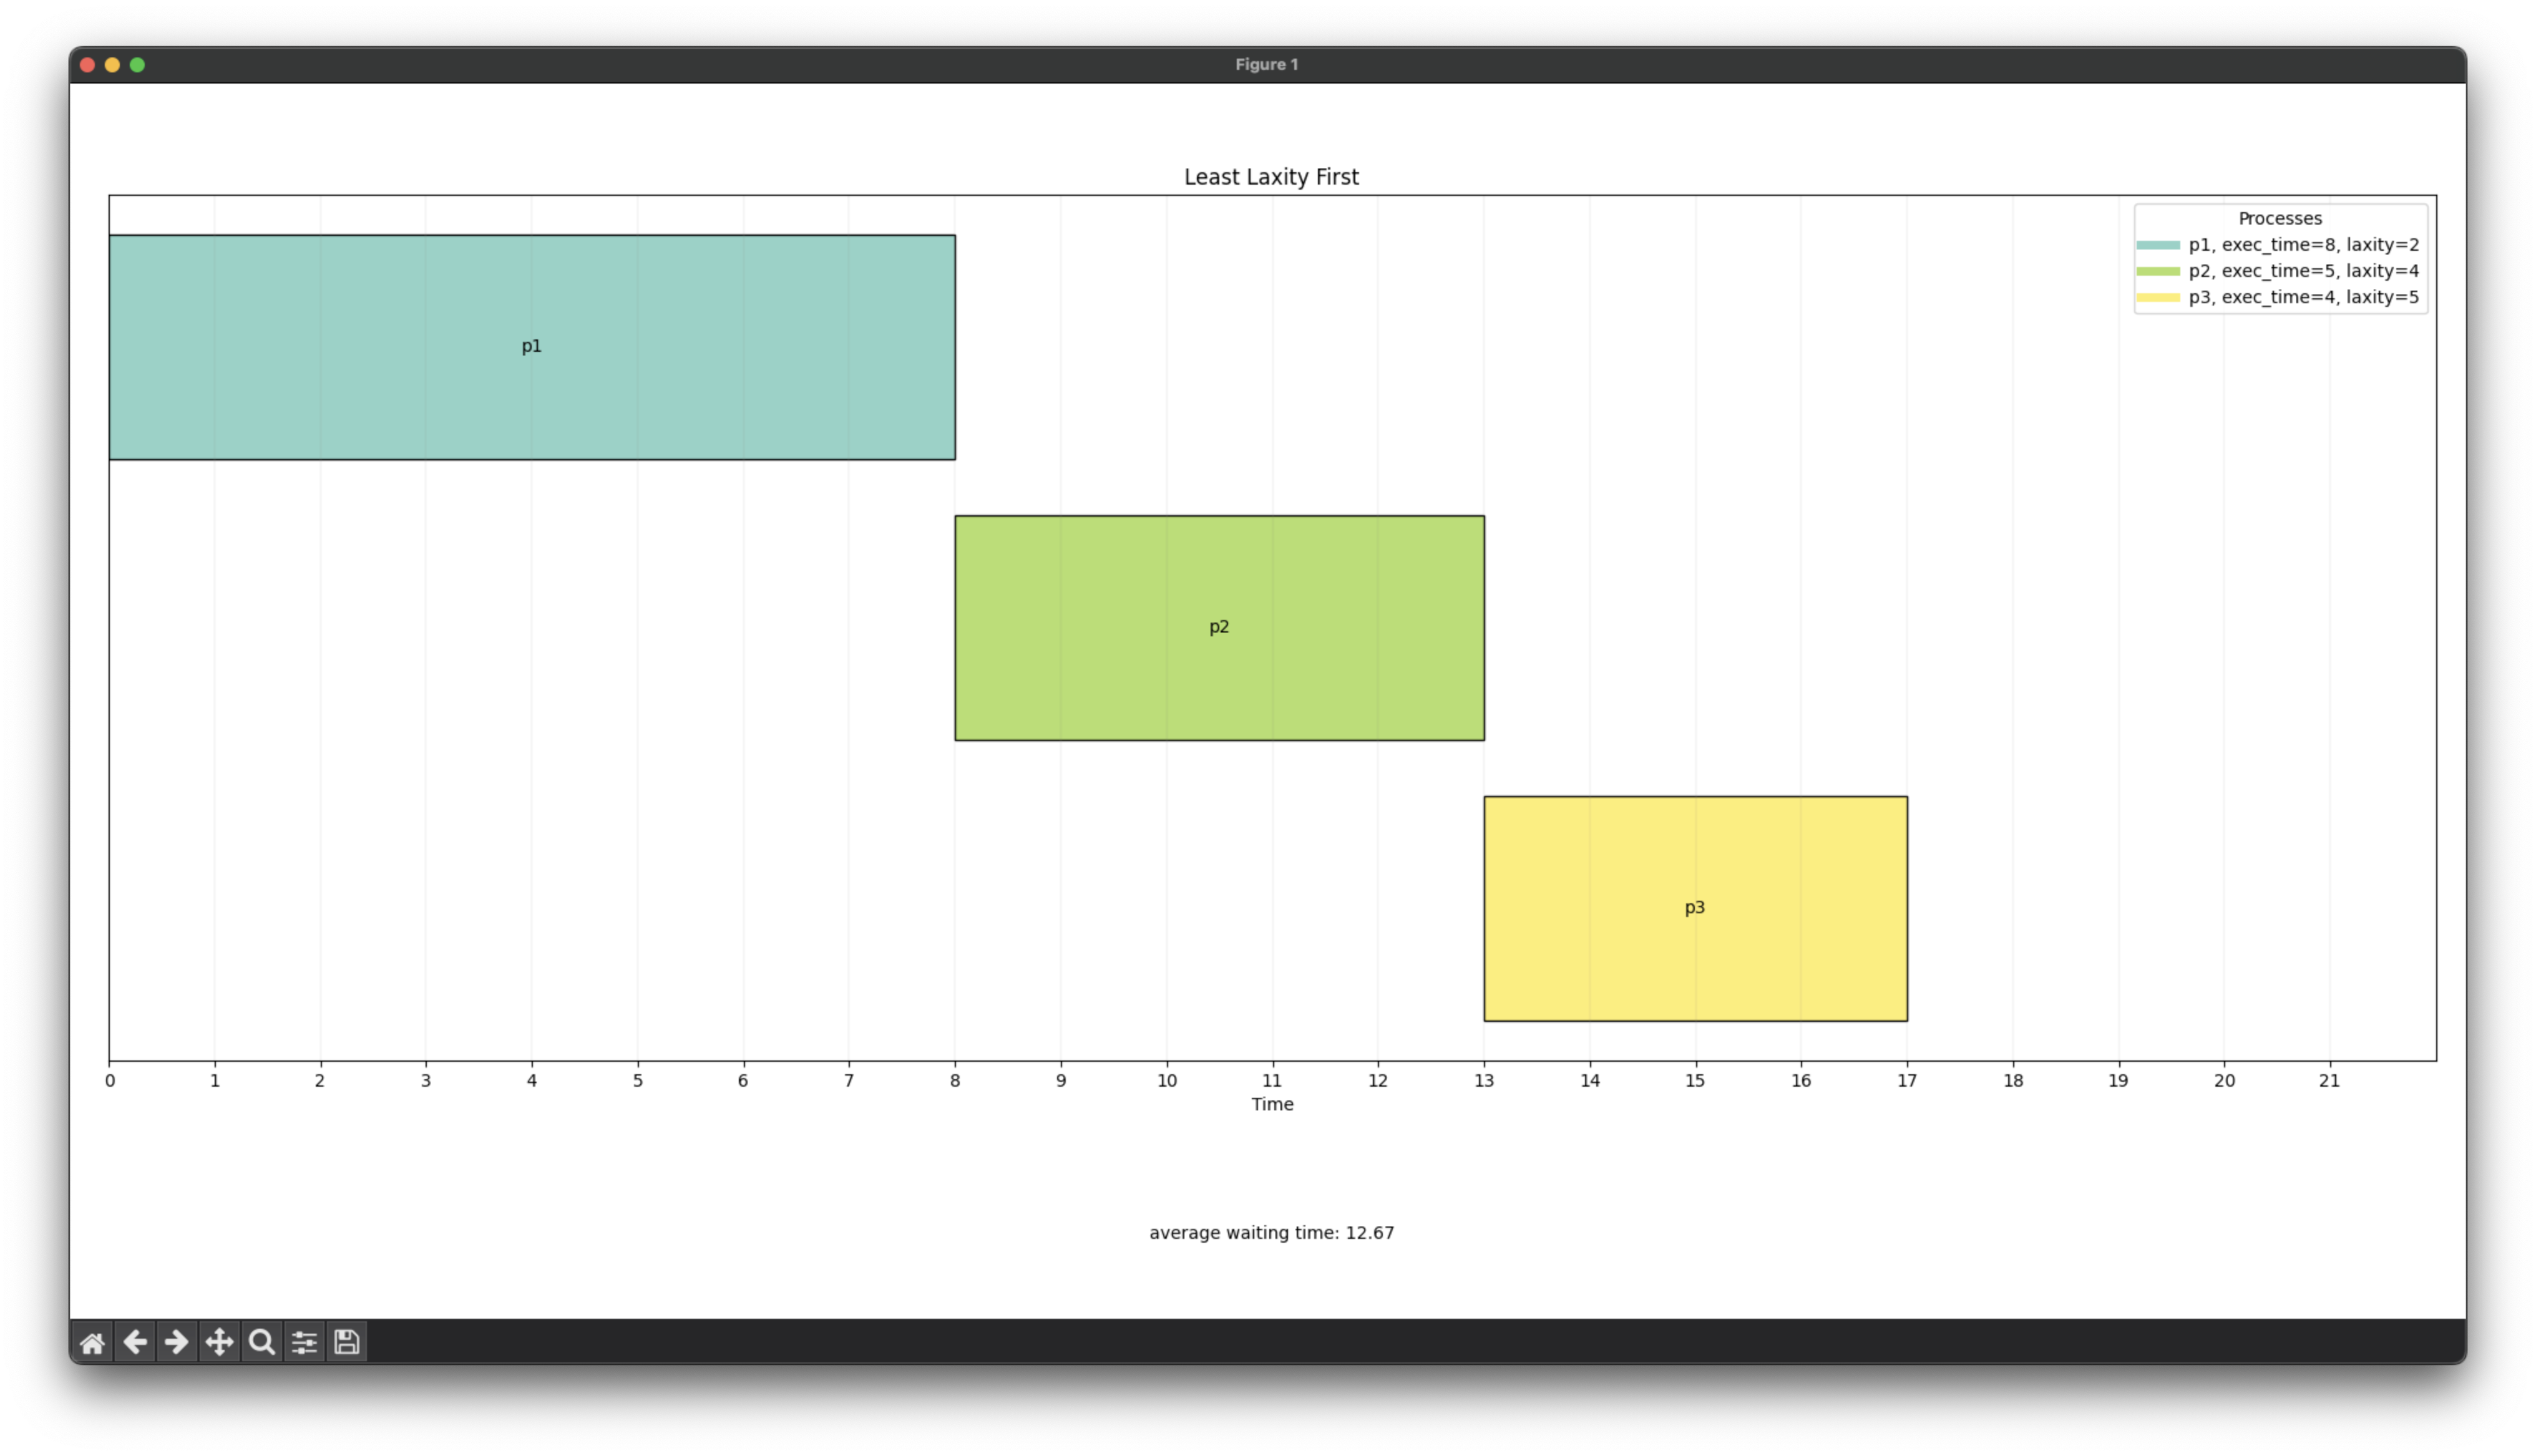 Figure 1
Least Laxity First
Processes
p1, exec_time=8, laxity=2
p2, exec_time=5, laxity=4
p3, exec_time=4, laxity=5
p1
p2
p3
0 1 2 3 4 5 6 7 8 9 10 11 12 13 14 15 16 17 18 19 20 21
Time
average waiting time: 12.67